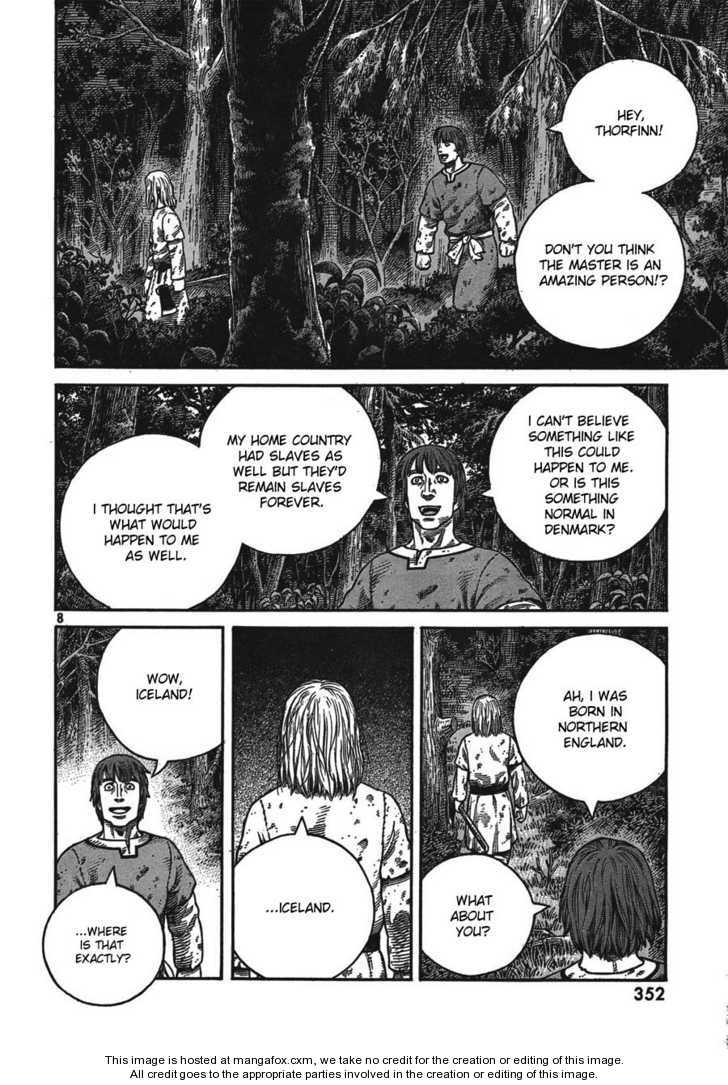 HEY,
THORFINN!
DON'T YOU THINK
THE MASTER IS AN
AMAZING PERSON!?
I CAN'T BELIEVE
SOMETHING LIKE
THIS COULD
HAPPEN TO ME.
OR IS THIS
SOMETHING
NORMAL IN
DENMARK?
MY HOME COUNTRY
HAD SLAVES AS
WELL BUT THEY'D
REMAIN SLAVES
FOREVER.
I THOUGHT THAT'S
WHAT WOULD
HAPPEN TO ME
AS WELL.
8
AH, I WAS
BORN IN
NORTHERN
ENGLAND.
WHAT
ABOUT
YOU?
...ICELAND.
WOW,
ICELAND!
...WHERE
IS THAT
EXACTLY?
352
This image is hosted at mangafox.cxm, we take no credit for the creation or editing of this image.
All credit goes to the appropriate parties involved in the creation or editing of this image.